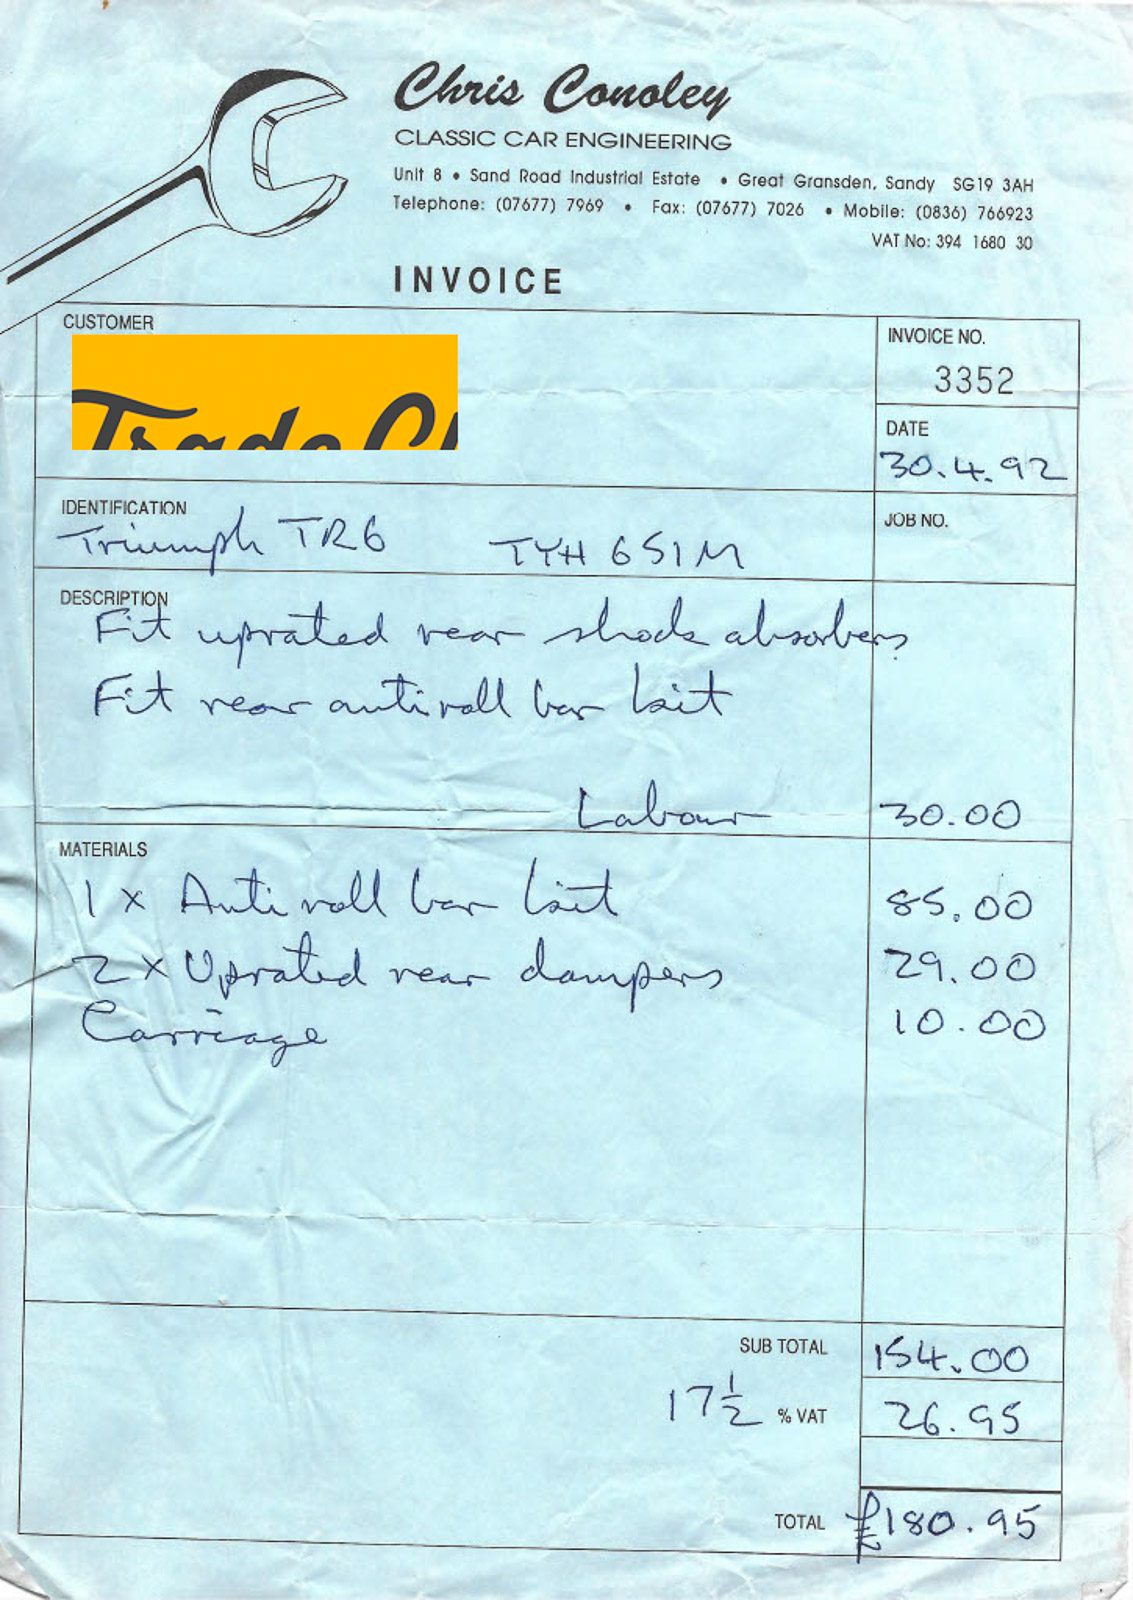 Chris Conoley
CLASSIC CAR ENGINEERING
Unit 8 • Sand Road Industrial Estate • Great Gransden, Sandy SG19 3AH
Telephone: (07677) 7969 • Fax: (07677) 7026 • Mobile: (0836) 766923
VAT No: 394 1680 30
INVOICE
CUSTOMER
INVOICE NO.
3352
Trade
DATE
30.4.92
IDENTIFICATION
Triumph TR6 TYH 651M
JOB NO.
DESCRIPTION
Fit uprated rear shock absorbers
Fit rear antiroll bar kit
Labour 30.00
MATERIALS
1 x Anti roll bar kit 85.00
2 x Uprated rear dampers 29.00
Carriage 10.00
SUB TOTAL 154.00
17 1/2 % VAT 26.95
TOTAL £180.95